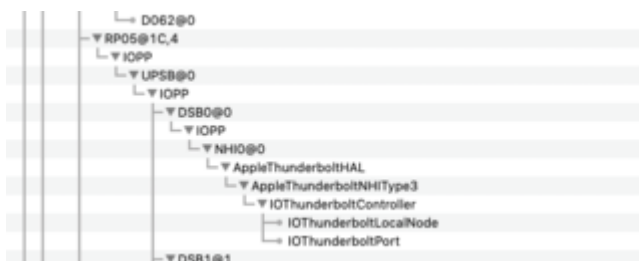 D062@0
RP05@1C,4
IOPP
UPSB@0
IOPP
DSB0@0
IOPP
NHI0@0
AppleThunderboltHAL
AppleThunderboltNHIType3
IOThunderboltController
IOThunderboltLocalNode
IOThunderboltPort
DSB1@1